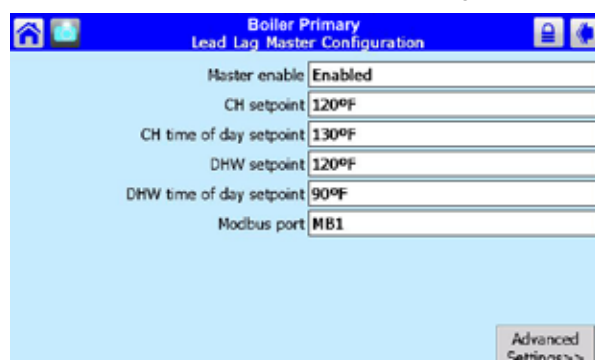 Boiler Primary
Lead Lag Master Configuration
Master enable Enabled
CH setpoint 120ºF
CH time of day setpoint 130ºF
DHW setpoint 120ºF
DHW time of day setpoint 90ºF
Modbus port MB1
Advanced
Settings>>